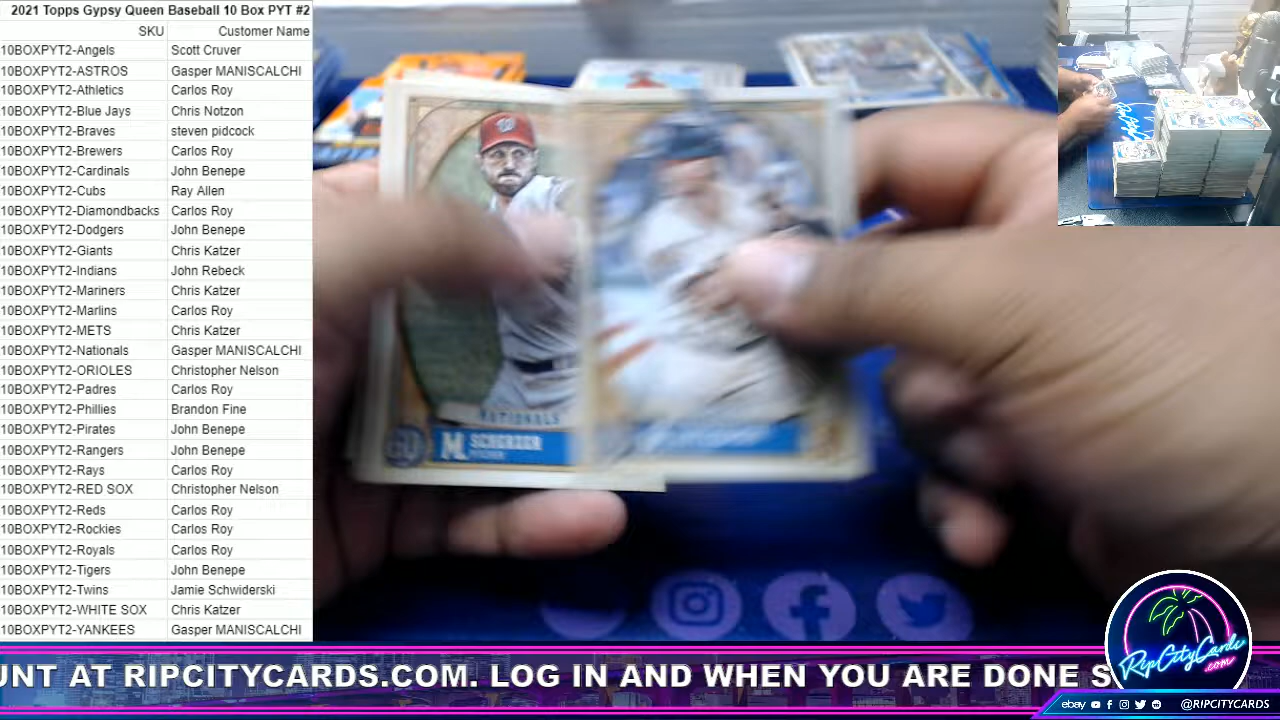 2021 Topps Gypsy Queen Baseball 10 Box PYT #2
SKU Customer Name
10BOXPYT2-Angels Scott Cruver
10BOXPYT2-ASTROS Gasper MANISCALCHI
10BOXPYT2-Athletics Carlos Roy
10BOXPYT2-Blue Jays Chris Notzon
10BOXPYT2-Braves steven pidcock
10BOXPYT2-Brewers Carlos Roy
10BOXPYT2-Cardinals John Benepe
10BOXPYT2-Cubs Ray Allen
10BOXPYT2-Diamondbacks Carlos Roy
10BOXPYT2-Dodgers John Benepe
10BOXPYT2-Giants Chris Katzer
10BOXPYT2-Indians John Rebeck
10BOXPYT2-Mariners Chris Katzer
10BOXPYT2-Marlins Carlos Roy
10BOXPYT2-METS Chris Katzer
10BOXPYT2-Nationals Gasper MANISCALCHI
10BOXPYT2-ORIOLES Christopher Nelson
10BOXPYT2-Padres Carlos Roy
10BOXPYT2-Phillies Brandon Fine
10BOXPYT2-Pirates John Benepe
10BOXPYT2-Rangers John Benepe
10BOXPYT2-Rays Carlos Roy
10BOXPYT2-RED SOX Christopher Nelson
10BOXPYT2-Reds Carlos Roy
10BOXPYT2-Rockies Carlos Roy
10BOXPYT2-Royals Carlos Roy
10BOXPYT2-Tigers John Benepe
10BOXPYT2-Twins Jamie Schwiderski
10BOXPYT2-WHITE SOX Chris Katzer
10BOXPYT2-YANKEES Gasper MANISCALCHI
NATIONALS
GQ M SCHERZER
UNT AT RIPCITYCARDS.COM. LOG IN AND WHEN YOU ARE DONE S
RipCityCards
.com
ebay @RIPCITYCARDS